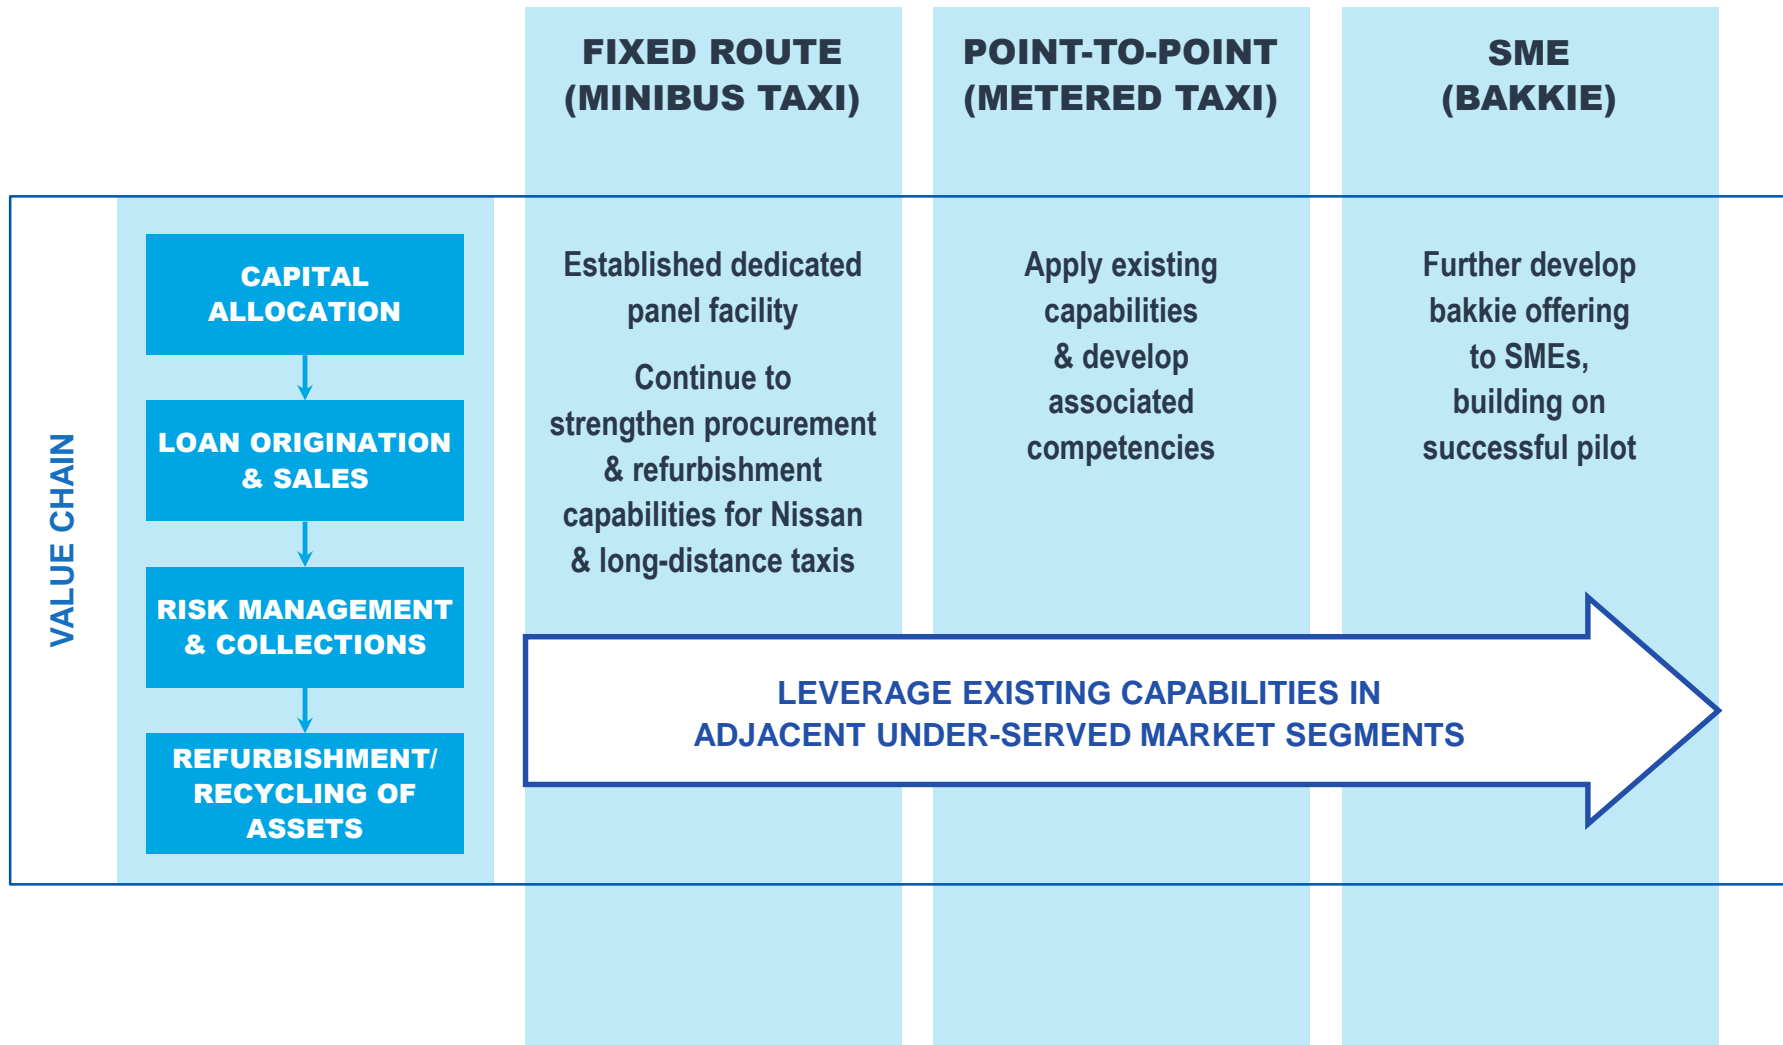 FIXED ROUTE
(MINIBUS TAXI)
POINT-TO-POINT
(METERED TAXI)
SME
(BAKKIE)
VALUE CHAIN
CAPITAL
ALLOCATION
LOAN ORIGINATION
& SALES
RISK MANAGEMENT
& COLLECTIONS
REFURBISHMENT/
RECYCLING OF
ASSETS
Established dedicated
panel facility
Continue to
strengthen procurement
& refurbishment
capabilities for Nissan
& long-distance taxis
Apply existing
capabilities
& develop
associated
competencies
Further develop
bakkie offering
to SMEs,
building on
successful pilot
LEVERAGE EXISTING CAPABILITIES IN
ADJACENT UNDER-SERVED MARKET SEGMENTS